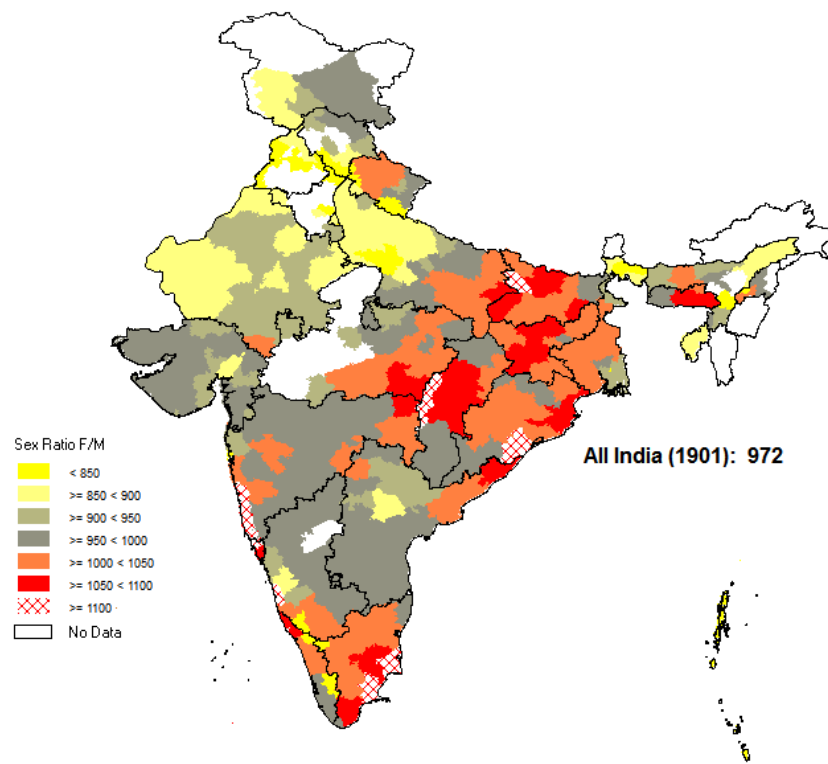 All India (1901): 972
Sex Ratio F/M
< 850
>= 850 < 900
>= 900 < 950
>= 950 < 1000
>= 1000 < 1050
>= 1050 < 1100
>= 1100
No Data